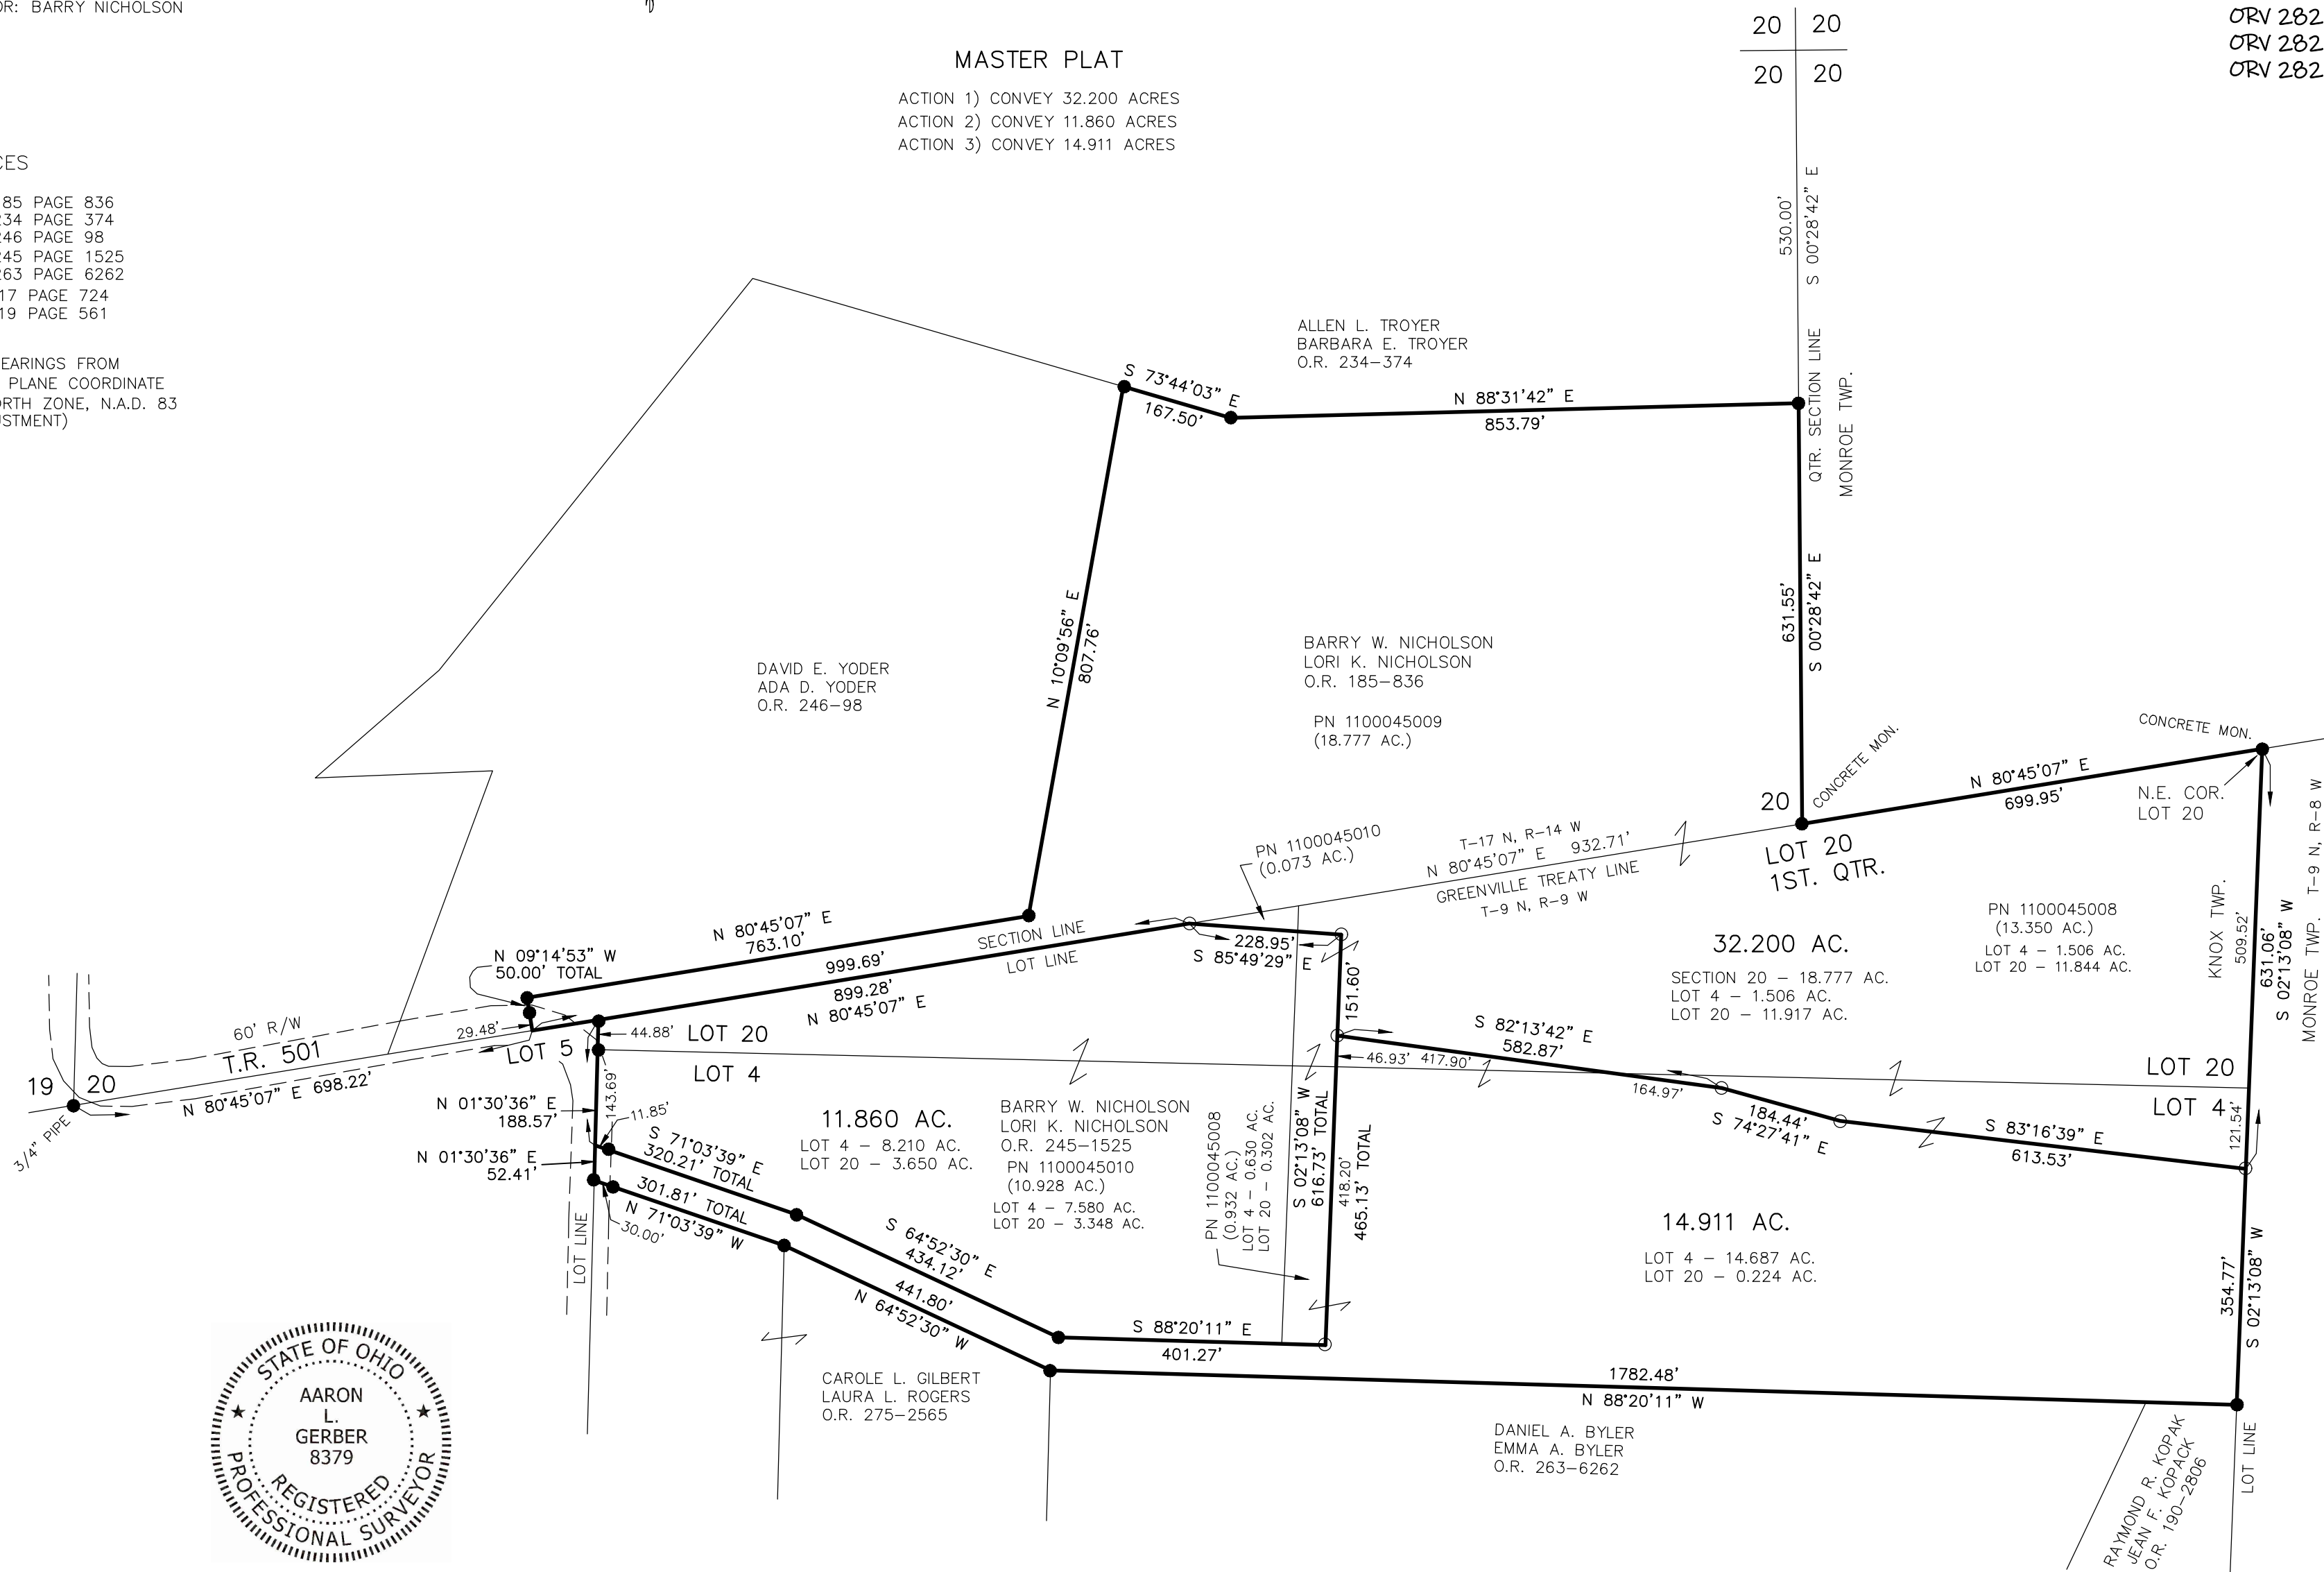 OR: BARRY NICHOLSON
MASTER PLAT
ACTION 1) CONVEY 32.200 ACRES
ACTION 2) CONVEY 11.860 ACRES
ACTION 3) CONVEY 14.911 ACRES
20 20
20 20
ORV 282
ORV 282
ORV 282
CES
85 PAGE 836
234 PAGE 374
246 PAGE 98
245 PAGE 1525
263 PAGE 6262
17 PAGE 724
19 PAGE 561
EARINGS FROM
PLANE COORDINATE
ORTH ZONE, N.A.D. 83
USTMENT)
530.00'
S 00°28'42" E
QTR. SECTION LINE
MONROE TWP.
ALLEN L. TROYER
BARBARA E. TROYER
O.R. 234-374
S 73°44'03" E
167.50'
N 88°31'42" E
853.79'
631.55'
S 00°28'42" E
N 10°09'56" E
807.76'
DAVID E. YODER
ADA D. YODER
O.R. 246-98
BARRY W. NICHOLSON
LORI K. NICHOLSON
O.R. 185-836
PN 1100045009
(18.777 AC.)
CONCRETE MON.
20
CONCRETE MON.
N 80°45'07" E
699.95'
N.E. COR.
LOT 20
LOT 20
1ST. QTR.
PN 1100045010
(0.073 AC.)
T-17 N, R-14 W
N 80°45'07" E 932.71'
GREENVILLE TREATY LINE
T-9 N, R-9 W
KNOX TWP.
509.52'
631.06'
S 02°13'08" W
MONROE TWP. T-9 N, R-8 W
PN 1100045008
(13.350 AC.)
LOT 4 - 1.506 AC.
LOT 20 - 11.844 AC.
32.200 AC.
SECTION 20 - 18.777 AC.
LOT 4 - 1.506 AC.
LOT 20 - 11.917 AC.
N 80°45'07" E
763.10'
SECTION LINE
LOT LINE
999.69'
899.28'
N 80°45'07" E
228.95'
S 85°49'29" E
151.60'
N 09°14'53" W
50.00' TOTAL
29.48'
44.88'
LOT 20
LOT 5
LOT 4
60' R/W
T.R. 501
N 80°45'07" E 698.22'
19 20
3/4" PIPE
S 82°13'42" E
582.87'
46.93' 417.90'
164.97'
184.44'
S 74°27'41" E
S 83°16'39" E
613.53'
LOT 20
LOT 4
121.54'
N 01°30'36" E
188.57'
143.69'
11.85'
N 01°30'36" E
52.41'
S 71°03'39" E
320.21' TOTAL
301.81' TOTAL
N 71°03'39" W
30.00'
LOT LINE
11.860 AC.
LOT 4 - 8.210 AC.
LOT 20 - 3.650 AC.
BARRY W. NICHOLSON
LORI K. NICHOLSON
O.R. 245-1525
PN 1100045010
(10.928 AC.)
LOT 4 - 7.580 AC.
LOT 20 - 3.348 AC.
PN 1100045008
(0.932 AC.)
LOT 4 - 0.630 AC.
LOT 20 - 0.302 AC.
S 02°13'08" W
616.73' TOTAL
418.20'
465.13' TOTAL
14.911 AC.
LOT 4 - 14.687 AC.
LOT 20 - 0.224 AC.
354.77'
S 02°13'08" W
S 64°52'30" E
434.12'
441.80'
N 64°52'30" W
S 88°20'11" E
401.27'
1782.48'
N 88°20'11" W
CAROLE L. GILBERT
LAURA L. ROGERS
O.R. 275-2565
DANIEL A. BYLER
EMMA A. BYLER
O.R. 263-6262
RAYMOND R. KOPAK
JEAN F. KOPACK
O.R. 190-2806
LOT LINE
STATE OF OHIO
AARON
L.
GERBER
8379
REGISTERED
PROFESSIONAL SURVEYOR